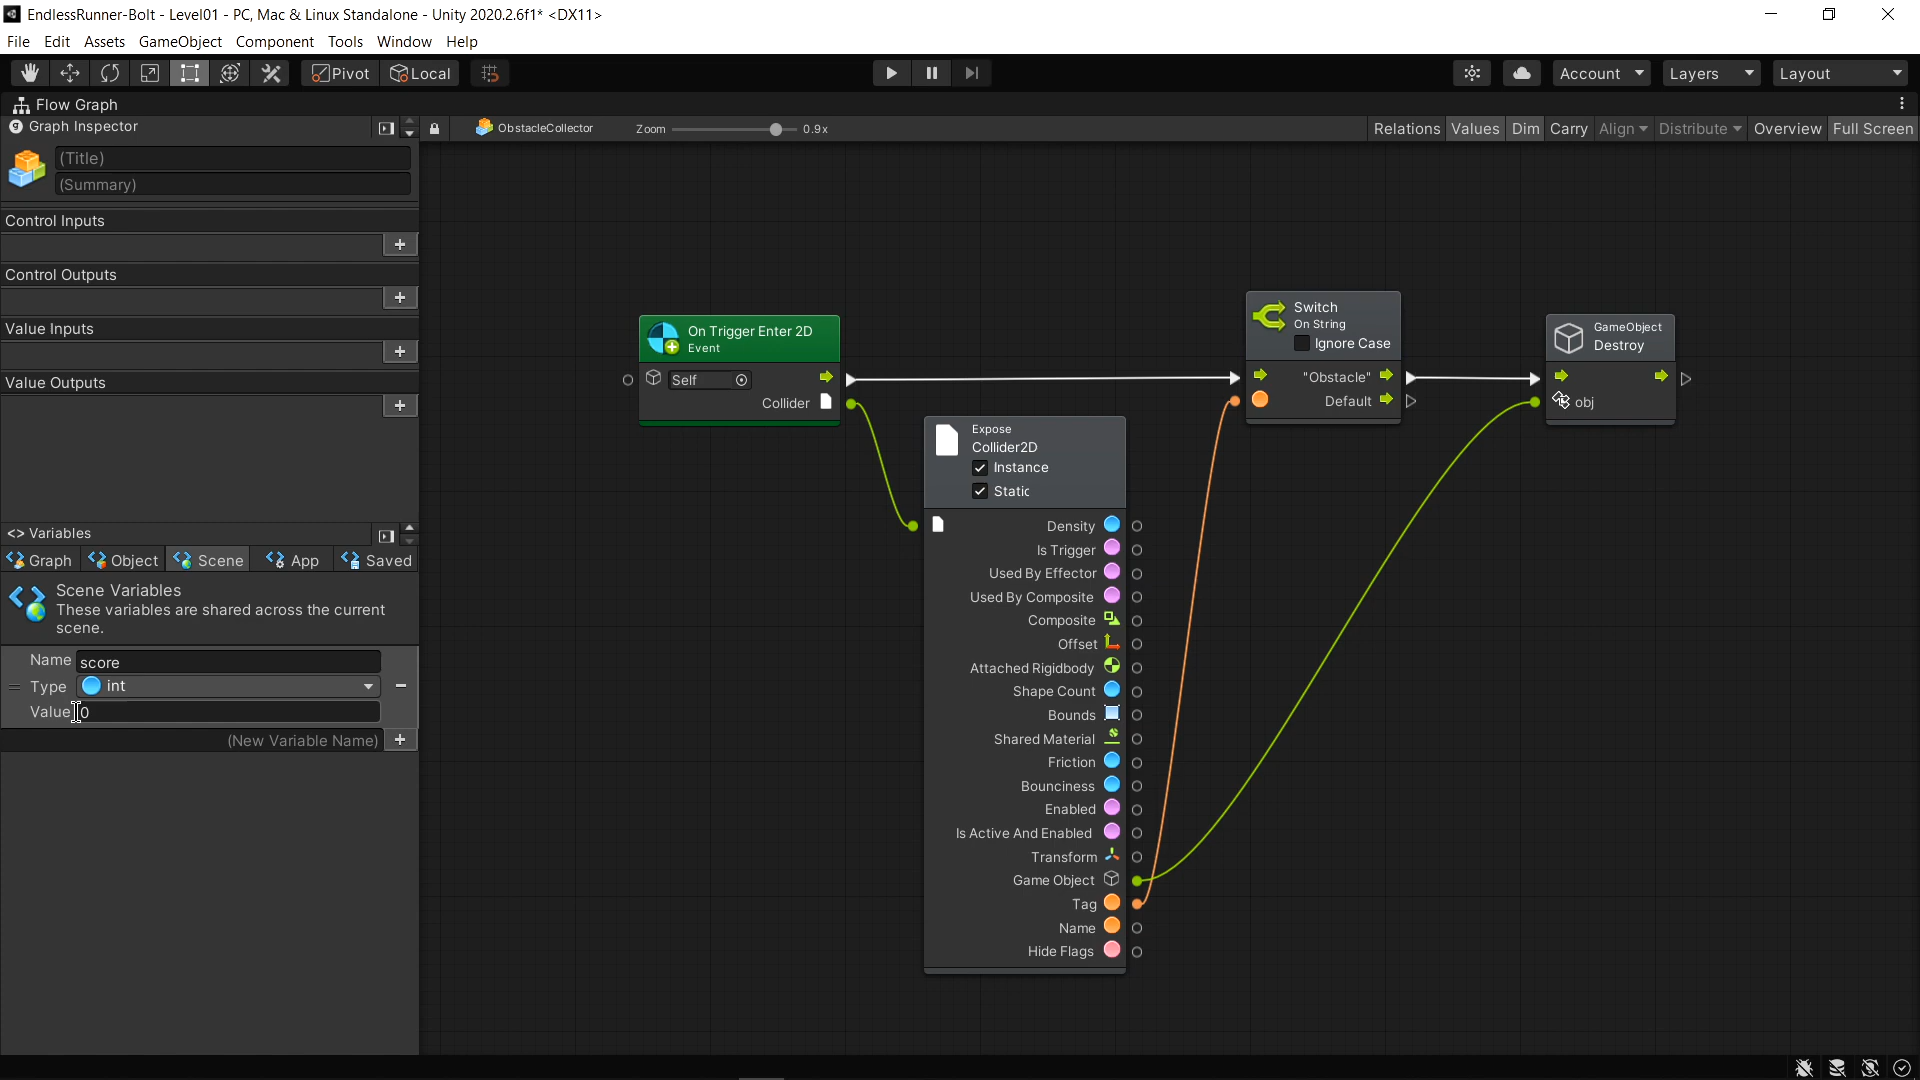 EndlessRunner-Bolt - Level01 - PC, Mac & Linux Standalone - Unity 2020.2.6f1* <DX11>
File Edit Assets GameObject Component Tools Window Help
Pivot Local Account Layers Layout
Flow Graph
Graph Inspector
ObstacleCollector Zoom 0.9x Relations Values Dim Carry Align Distribute Overview Full Screen
(Title)
(Summary)
Control Inputs
Control Outputs
Value Inputs
Value Outputs
<> Variables
Graph Object Scene App Saved
Scene Variables
These variables are shared across the current
scene.
Name score
Type int
Value 0
(New Variable Name)
On Trigger Enter 2D
Event
Self
Collider
Expose
Collider2D
Instance
Static
Density
Is Trigger
Used By Effector
Used By Composite
Composite
Offset
Attached Rigidbody
Shape Count
Bounds
Shared Material
Friction
Bounciness
Enabled
Is Active And Enabled
Transform
Game Object
Tag
Name
Hide Flags
Switch
On String
Ignore Case
"Obstacle"
Default
GameObject
Destroy
obj